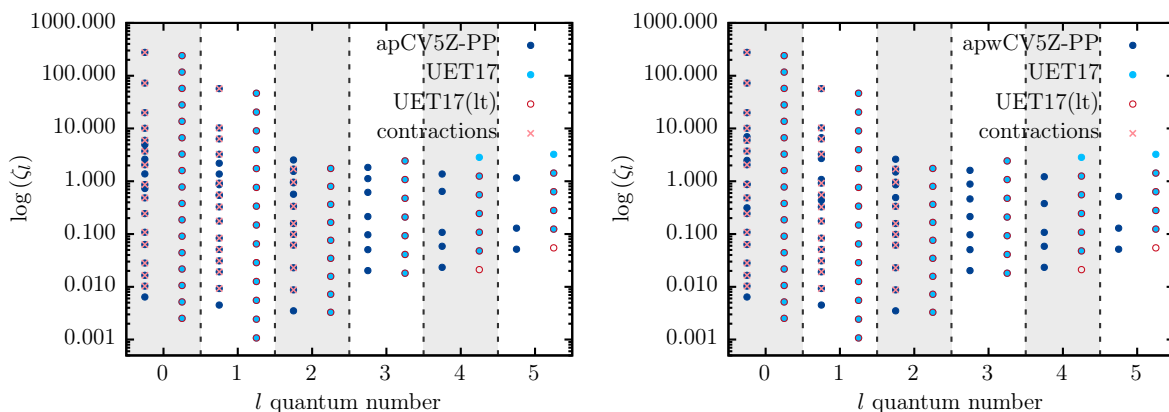 1000.000
100.000
10.000
1.000
0.100
0.010
0.001
log (ζl)
apCV5Z-PP
UET17
UET17(lt)
contractions
0 1 2 3 4 5
l quantum number
1000.000
100.000
10.000
1.000
0.100
0.010
0.001
log (ζl)
apwCV5Z-PP
UET17
UET17(lt)
contractions
0 1 2 3 4 5
l quantum number